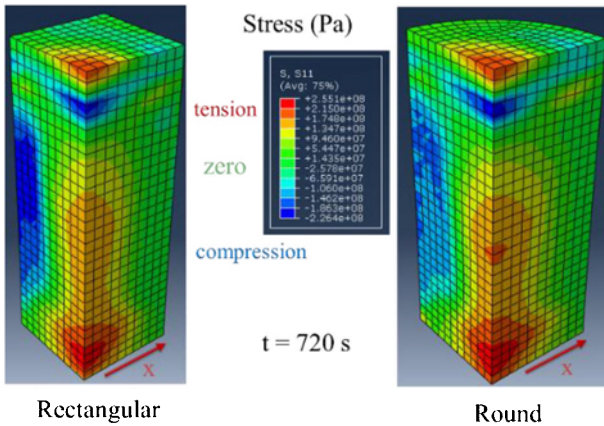 Stress (Pa)
S, S11
(Avg: 75%)
+2.551e+08
+2.150e+08
+1.748e+08
+1.347e+08
+9.460e+07
+5.447e+07
+1.435e+07
-2.578e+07
-6.591e+07
-1.060e+08
-1.462e+08
-1.863e+08
-2.264e+08
tension
zero
compression
t = 720 s
X
X
Rectangular
Round